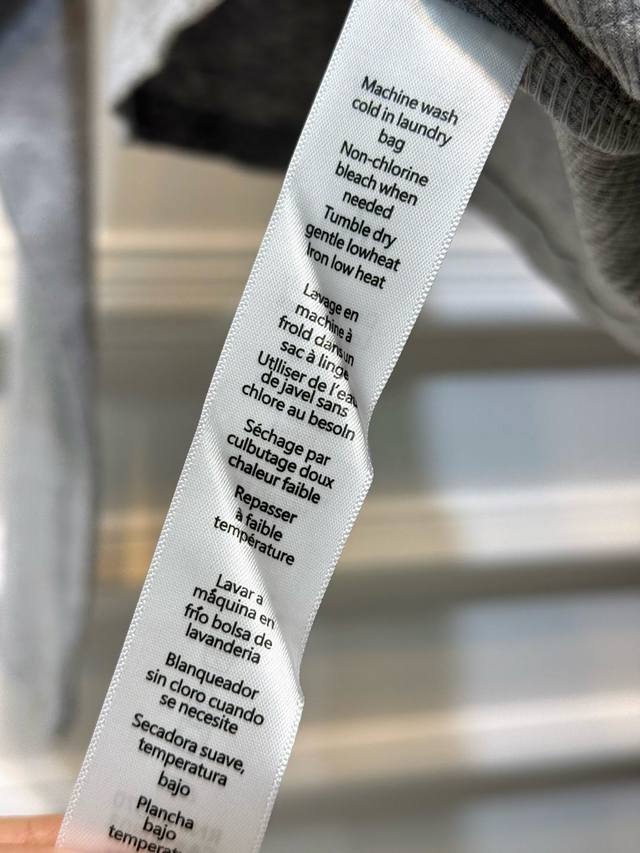 Machine wash
cold in laundry
bag
Non-chlorine
bleach when
needed
Tumble dry
gentle lowheat
Iron low heat
Lavage en
machine à
froid dans un
sac à linge
Utiliser de l'eau
de javel sans
chlore au besoin
Séchage par
culbutage doux
chaleur faible
Repasser
à faible
température
Lavar a
máquina en
frío bolsa de
lavanderia
Blanqueador
sin cloro cuando
se necesite
Secadora suave,
temperatura
bajo
Plancha
bajo